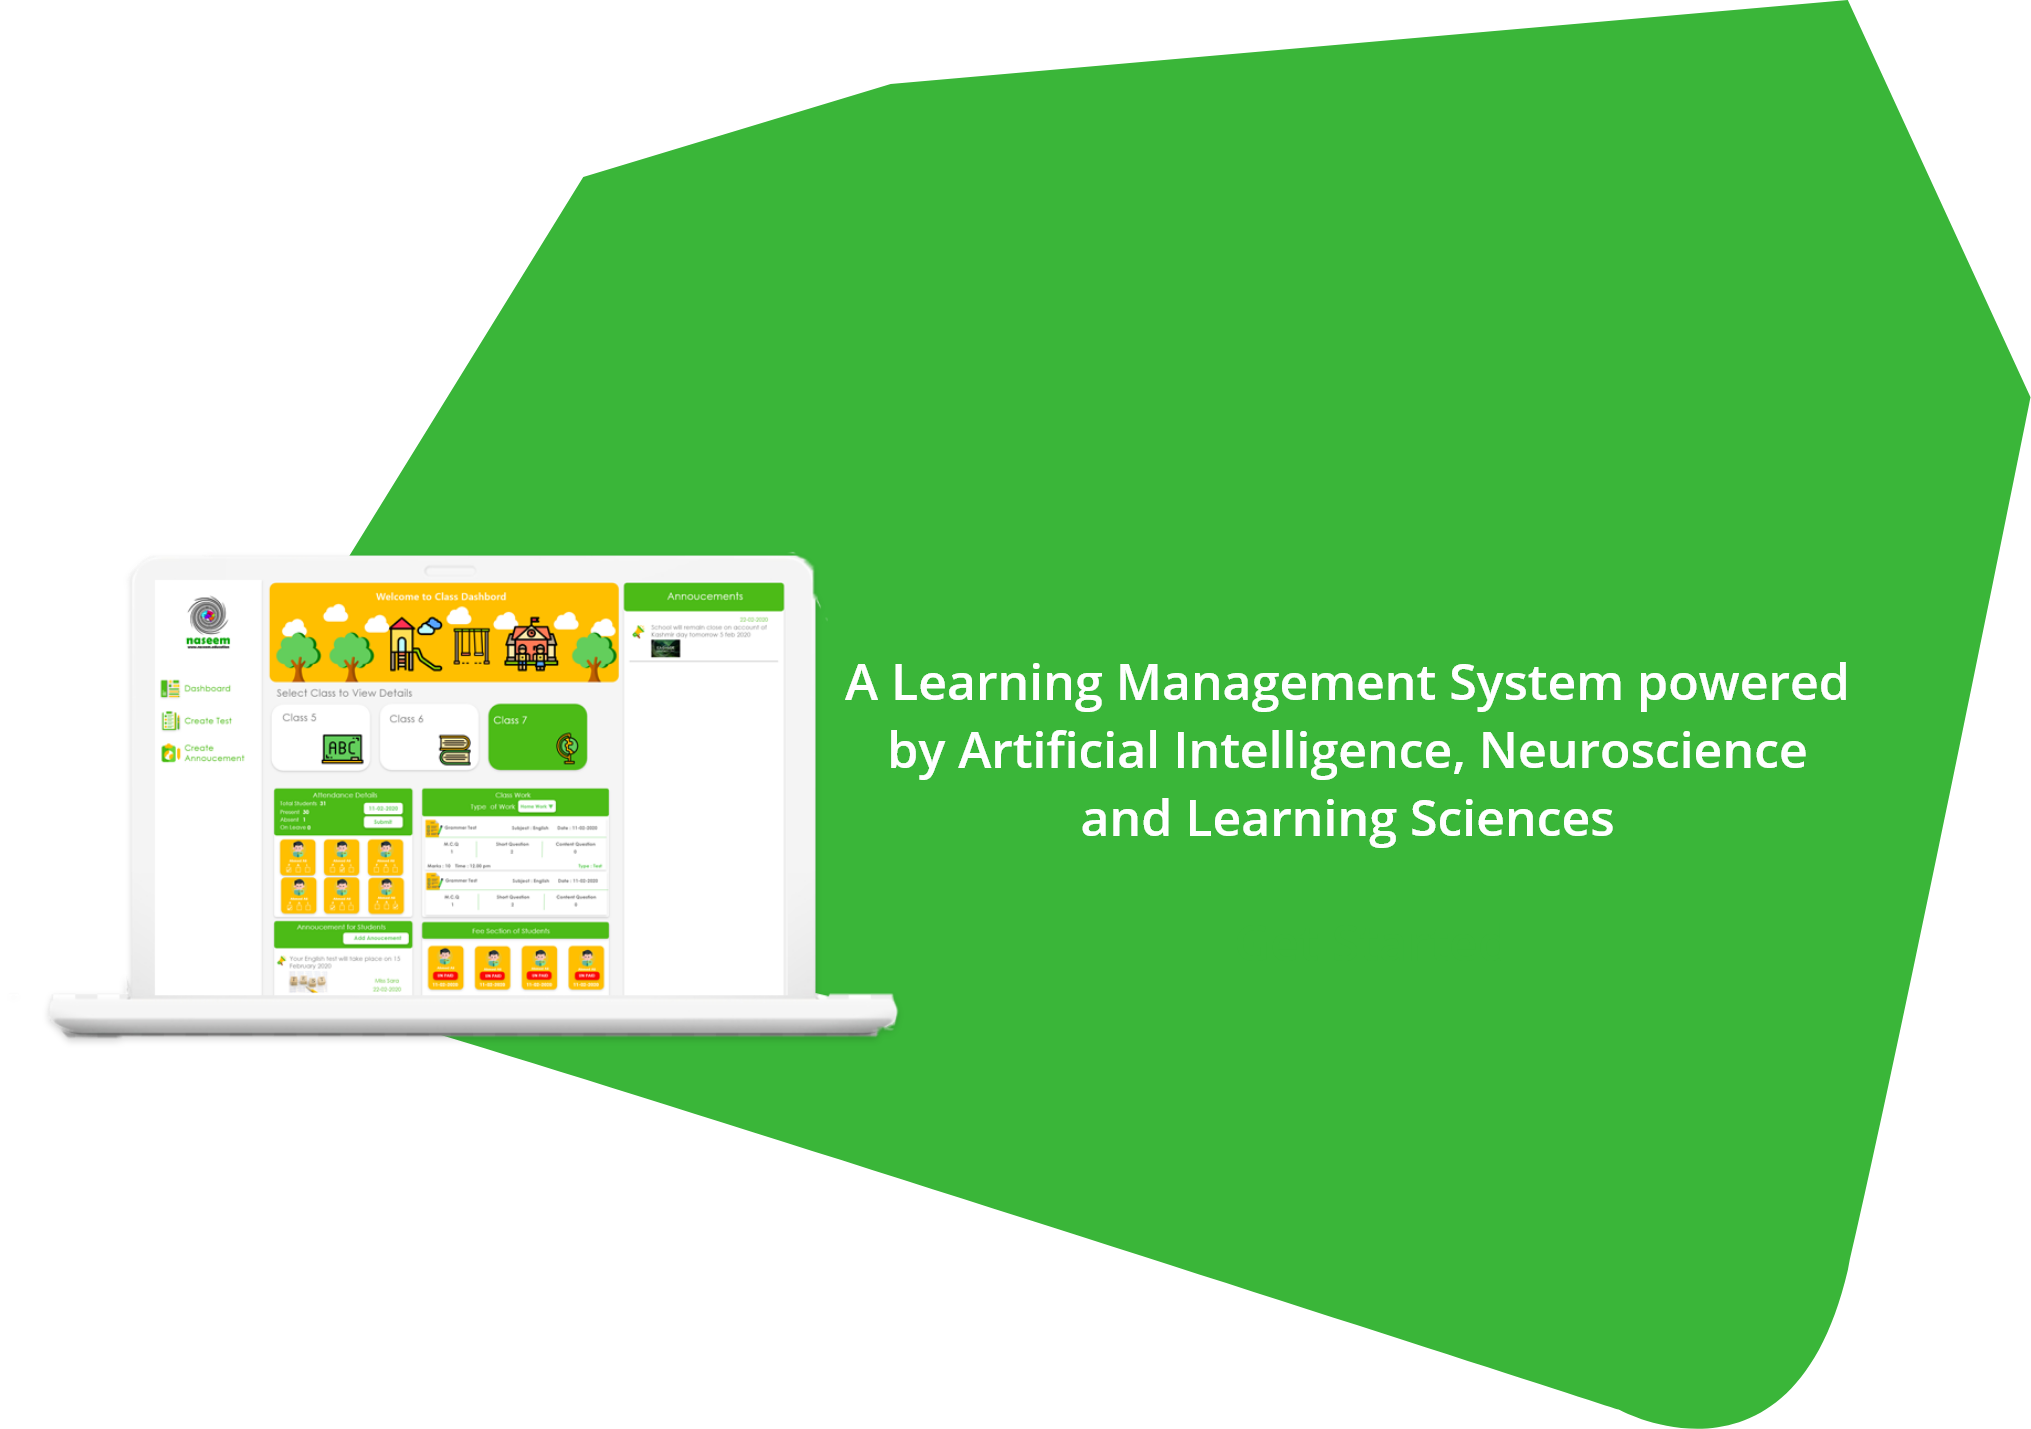 naseem
Dashboard
Create Test
Create
Annoucement
Welcome to Class Dashbord
Select Class to View Details
Class 5
ABC
Class 6
Class 7
Attendance Details
Total Students 31
Present 30
Absent 1
On Leave 0
11-02-2020
Submit
Class Work
Type of Work Home Work
Grammer Test Subject : English Date : 11-02-2020
M.C.Q Short Question Content Question
1 2 0
Marks : 10 Time : 12.00 pm Type : Test
Grammer Test Subject : English Date : 11-02-2020
M.C.Q Short Question Content Question
1 2 0
Annoucement for Students
Add Anoucement
Your English test will take place on 13
February 2020
Miss Sara
22-02-2020
Fee Section of Students
UN PAID UN PAID UN PAID UN PAID
11-02-2020 11-02-2020 11-02-2020 11-02-2020
Annoucements
22-02-2020
School will remain close on account of
Kashmir day tomorrow 5 feb 2020
A Learning Management System powered
by Artificial Intelligence, Neuroscience
and Learning Sciences